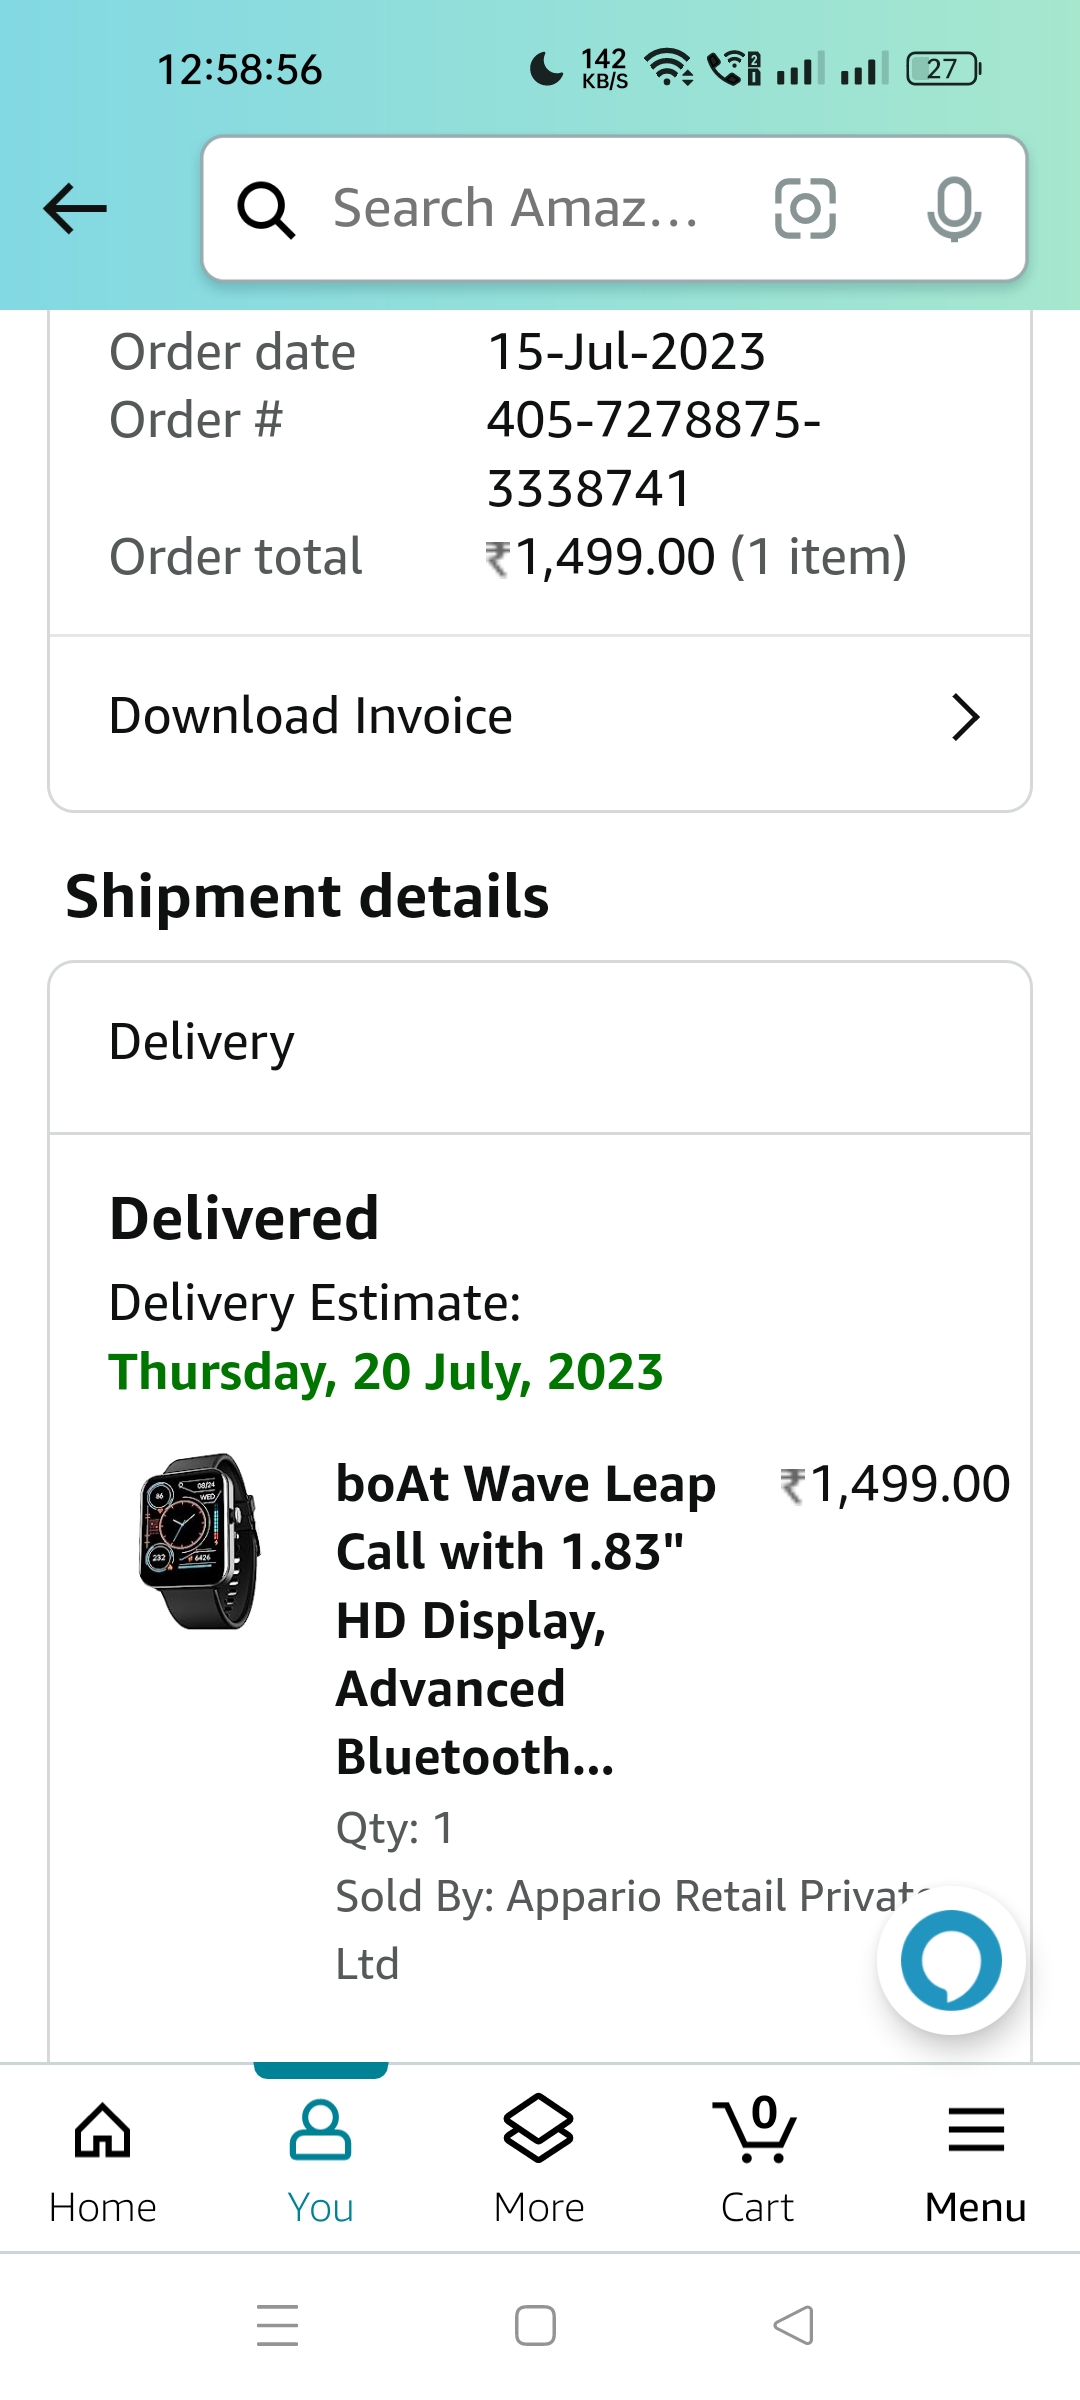 12:58:56
142
KB/S
27
Search Amaz...
Order date 15-Jul-2023
Order # 405-7278875-
3338741
Order total ₹1,499.00 (1 item)
Download Invoice
Shipment details
Delivery
Delivered
Delivery Estimate:
Thursday, 20 July, 2023
boAt Wave Leap ₹1,499.00
Call with 1.83"
HD Display,
Advanced
Bluetooth...
Qty: 1
Sold By: Appario Retail Private
Ltd
0
Home You More Cart Menu